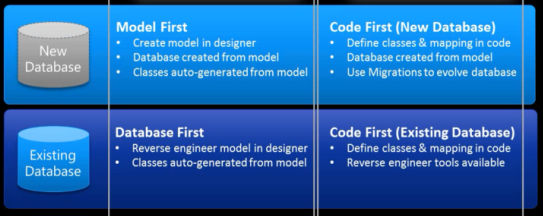 New
Database
Model First
• Create model in designer
• Database created from model
• Classes auto-generated from model
Code First (New Database)
• Define classes & mapping in code
• Database created from model
• Use Migrations to evolve database
Existing
Database
Database First
• Reverse engineer model in designer
• Classes auto-generated from model
Code First (Existing Database)
• Define classes & mapping in code
• Reverse engineer tools available